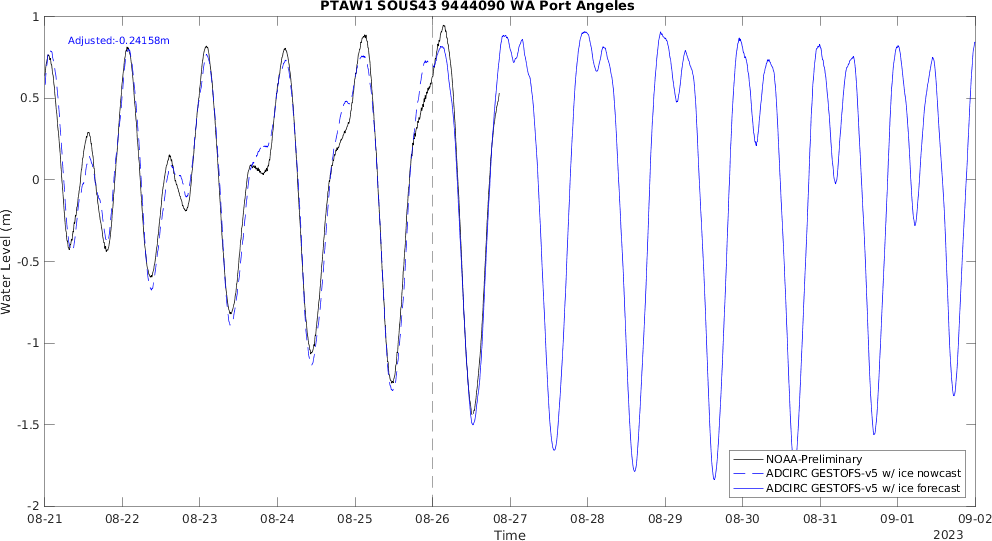 PTAW1 SOUS43 9444090 WA Port Angeles
Adjusted:-0.24158m
1
0.5
0
-0.5
-1
-1.5
-2
Water Level (m)
NOAA-Preliminary
ADCIRC GESTOFS-v5 w/ ice nowcast
ADCIRC GESTOFS-v5 w/ ice forecast
08-21 08-22 08-23 08-24 08-25 08-26 08-27 08-28 08-29 08-30 08-31 09-01 09-02
Time
2023